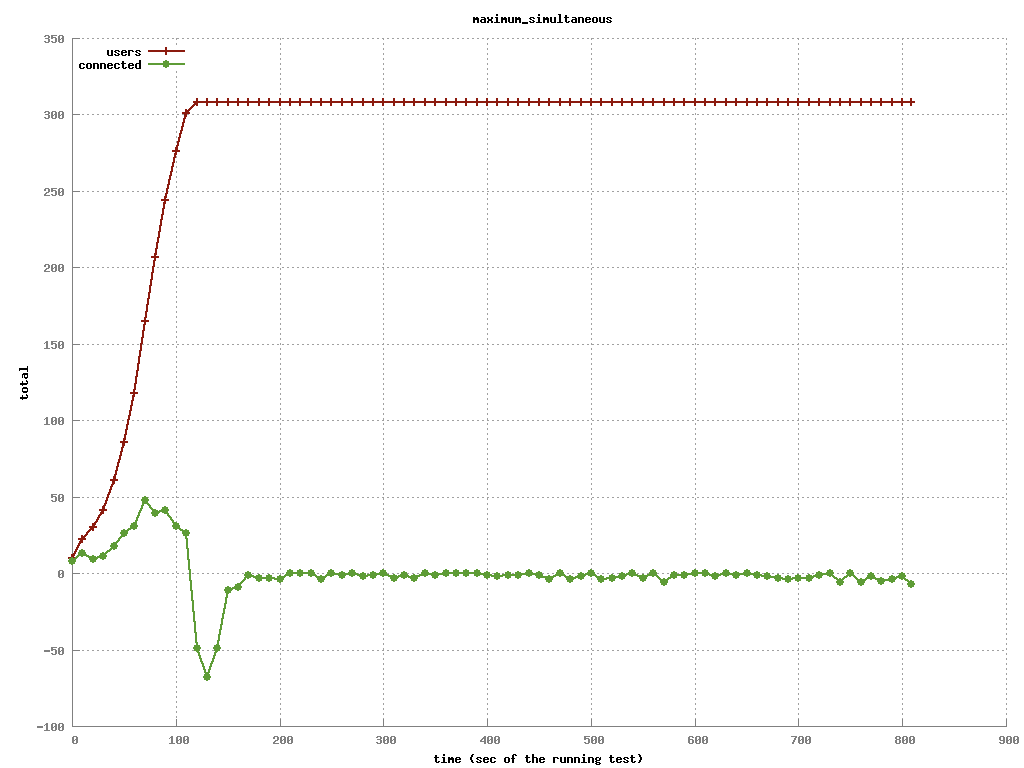 maximum_simultaneous
350
300
250
200
150
100
50
0
-50
-100
users
connected
total
0 100 200 300 400 500 600 700 800 900
time (sec of the running test)